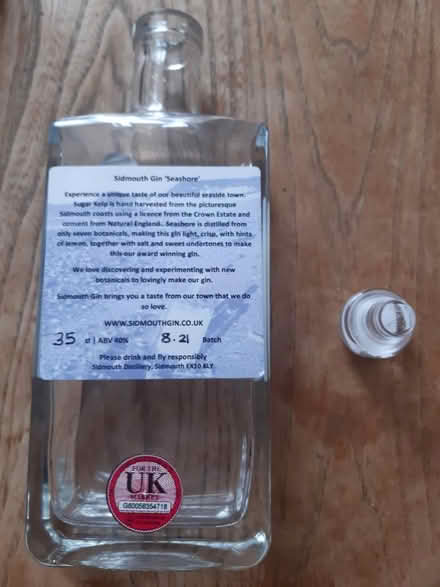 Sidmouth Gin 'Seashore'
Experience a unique taste of our beautiful seaside town.
Sugar Kelp is hand harvested from the picturesque
Sidmouth coasts using a licence from the Crown Estate and
consent from Natural England. Seashore is distilled from
only seven botanicals, making this gin light, crisp, with hints
of lemon, together with salt and sweet undertones to make
this our award winning gin.
We love discovering and experimenting with new
botanicals to lovingly make our gin.
Sidmouth Gin brings you a taste from our town that we do
so love.
WWW.SIDMOUTHGIN.CO.UK
35 cl | ABV 40% 8.21 Batch
Please drink and fly responsibly
Sidmouth Distillery, Sidmouth EX10 8LY
FOR THE
UK
MARKET
G60056354718